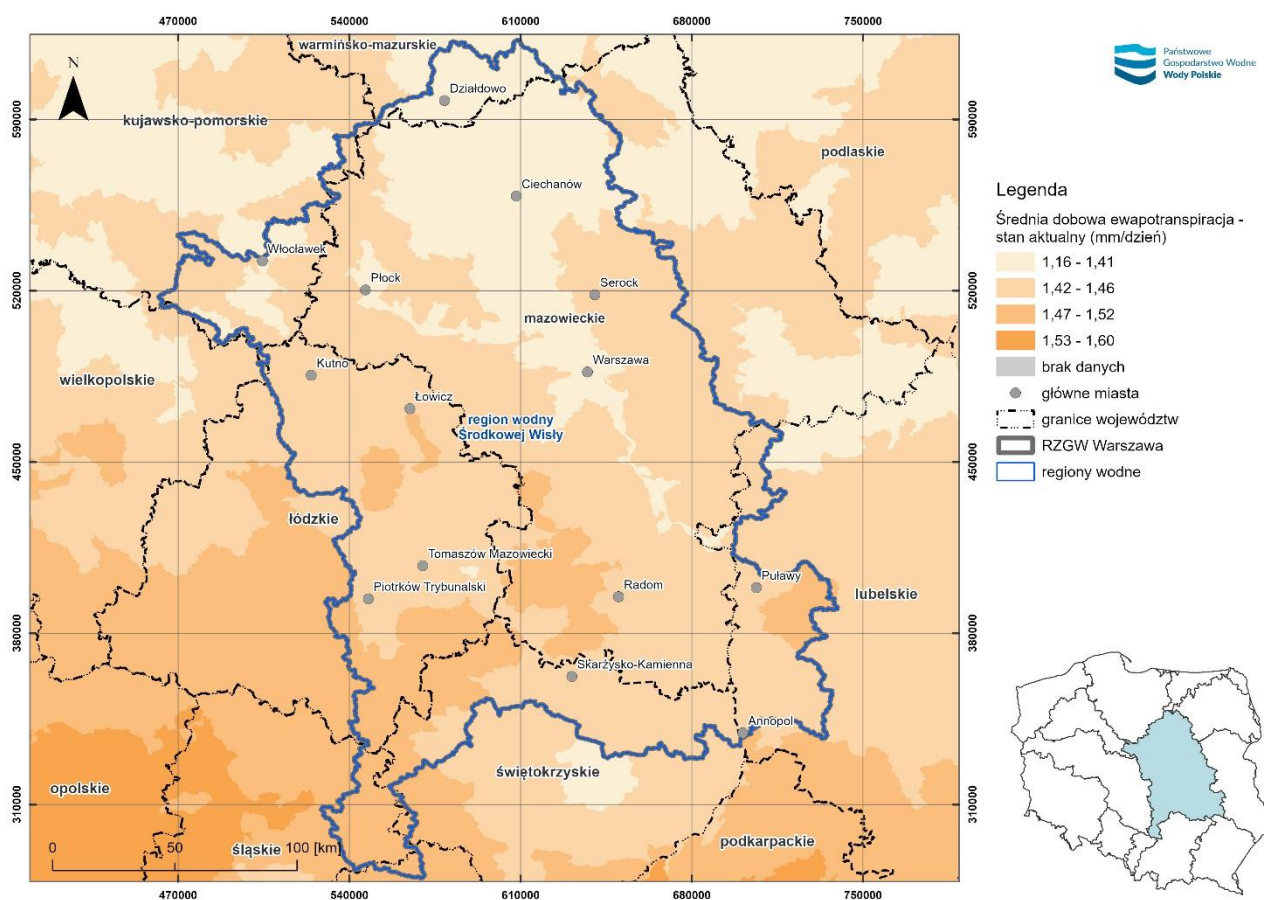 470000
540000
610000
680000
750000
N
warmińsko-mazurskie
Działdowo
590000
590000
kujawsko-pomorskie
podlaskie
Ciechanów
Włocławek
Płock
Serock
520000
520000
mazowieckie
Warszawa
wielkopolskie
Kutno
Łowicz
region wodny
Środkowej Wisły
450000
450000
łódzkie
Tomaszów Mazowiecki
Piotrków Trybunalski
Radom
Puławy
lubelskie
380000
380000
Skarżysko-Kamienna
Annopol
świętokrzyskie
opolskie
310000
310000
podkarpackie
śląskie
0
50
100 [km]
470000
540000
610000
680000
750000
Państwowe
Gospodarstwo Wodne
Wody Polskie
Legenda
Średnia dobowa ewapotranspiracja -
stan aktualny (mm/dzień)
1,16 - 1,41
1,42 - 1,46
1,47 - 1,52
1,53 - 1,60
brak danych
główne miasta
granice województw
RZGW Warszawa
regiony wodne